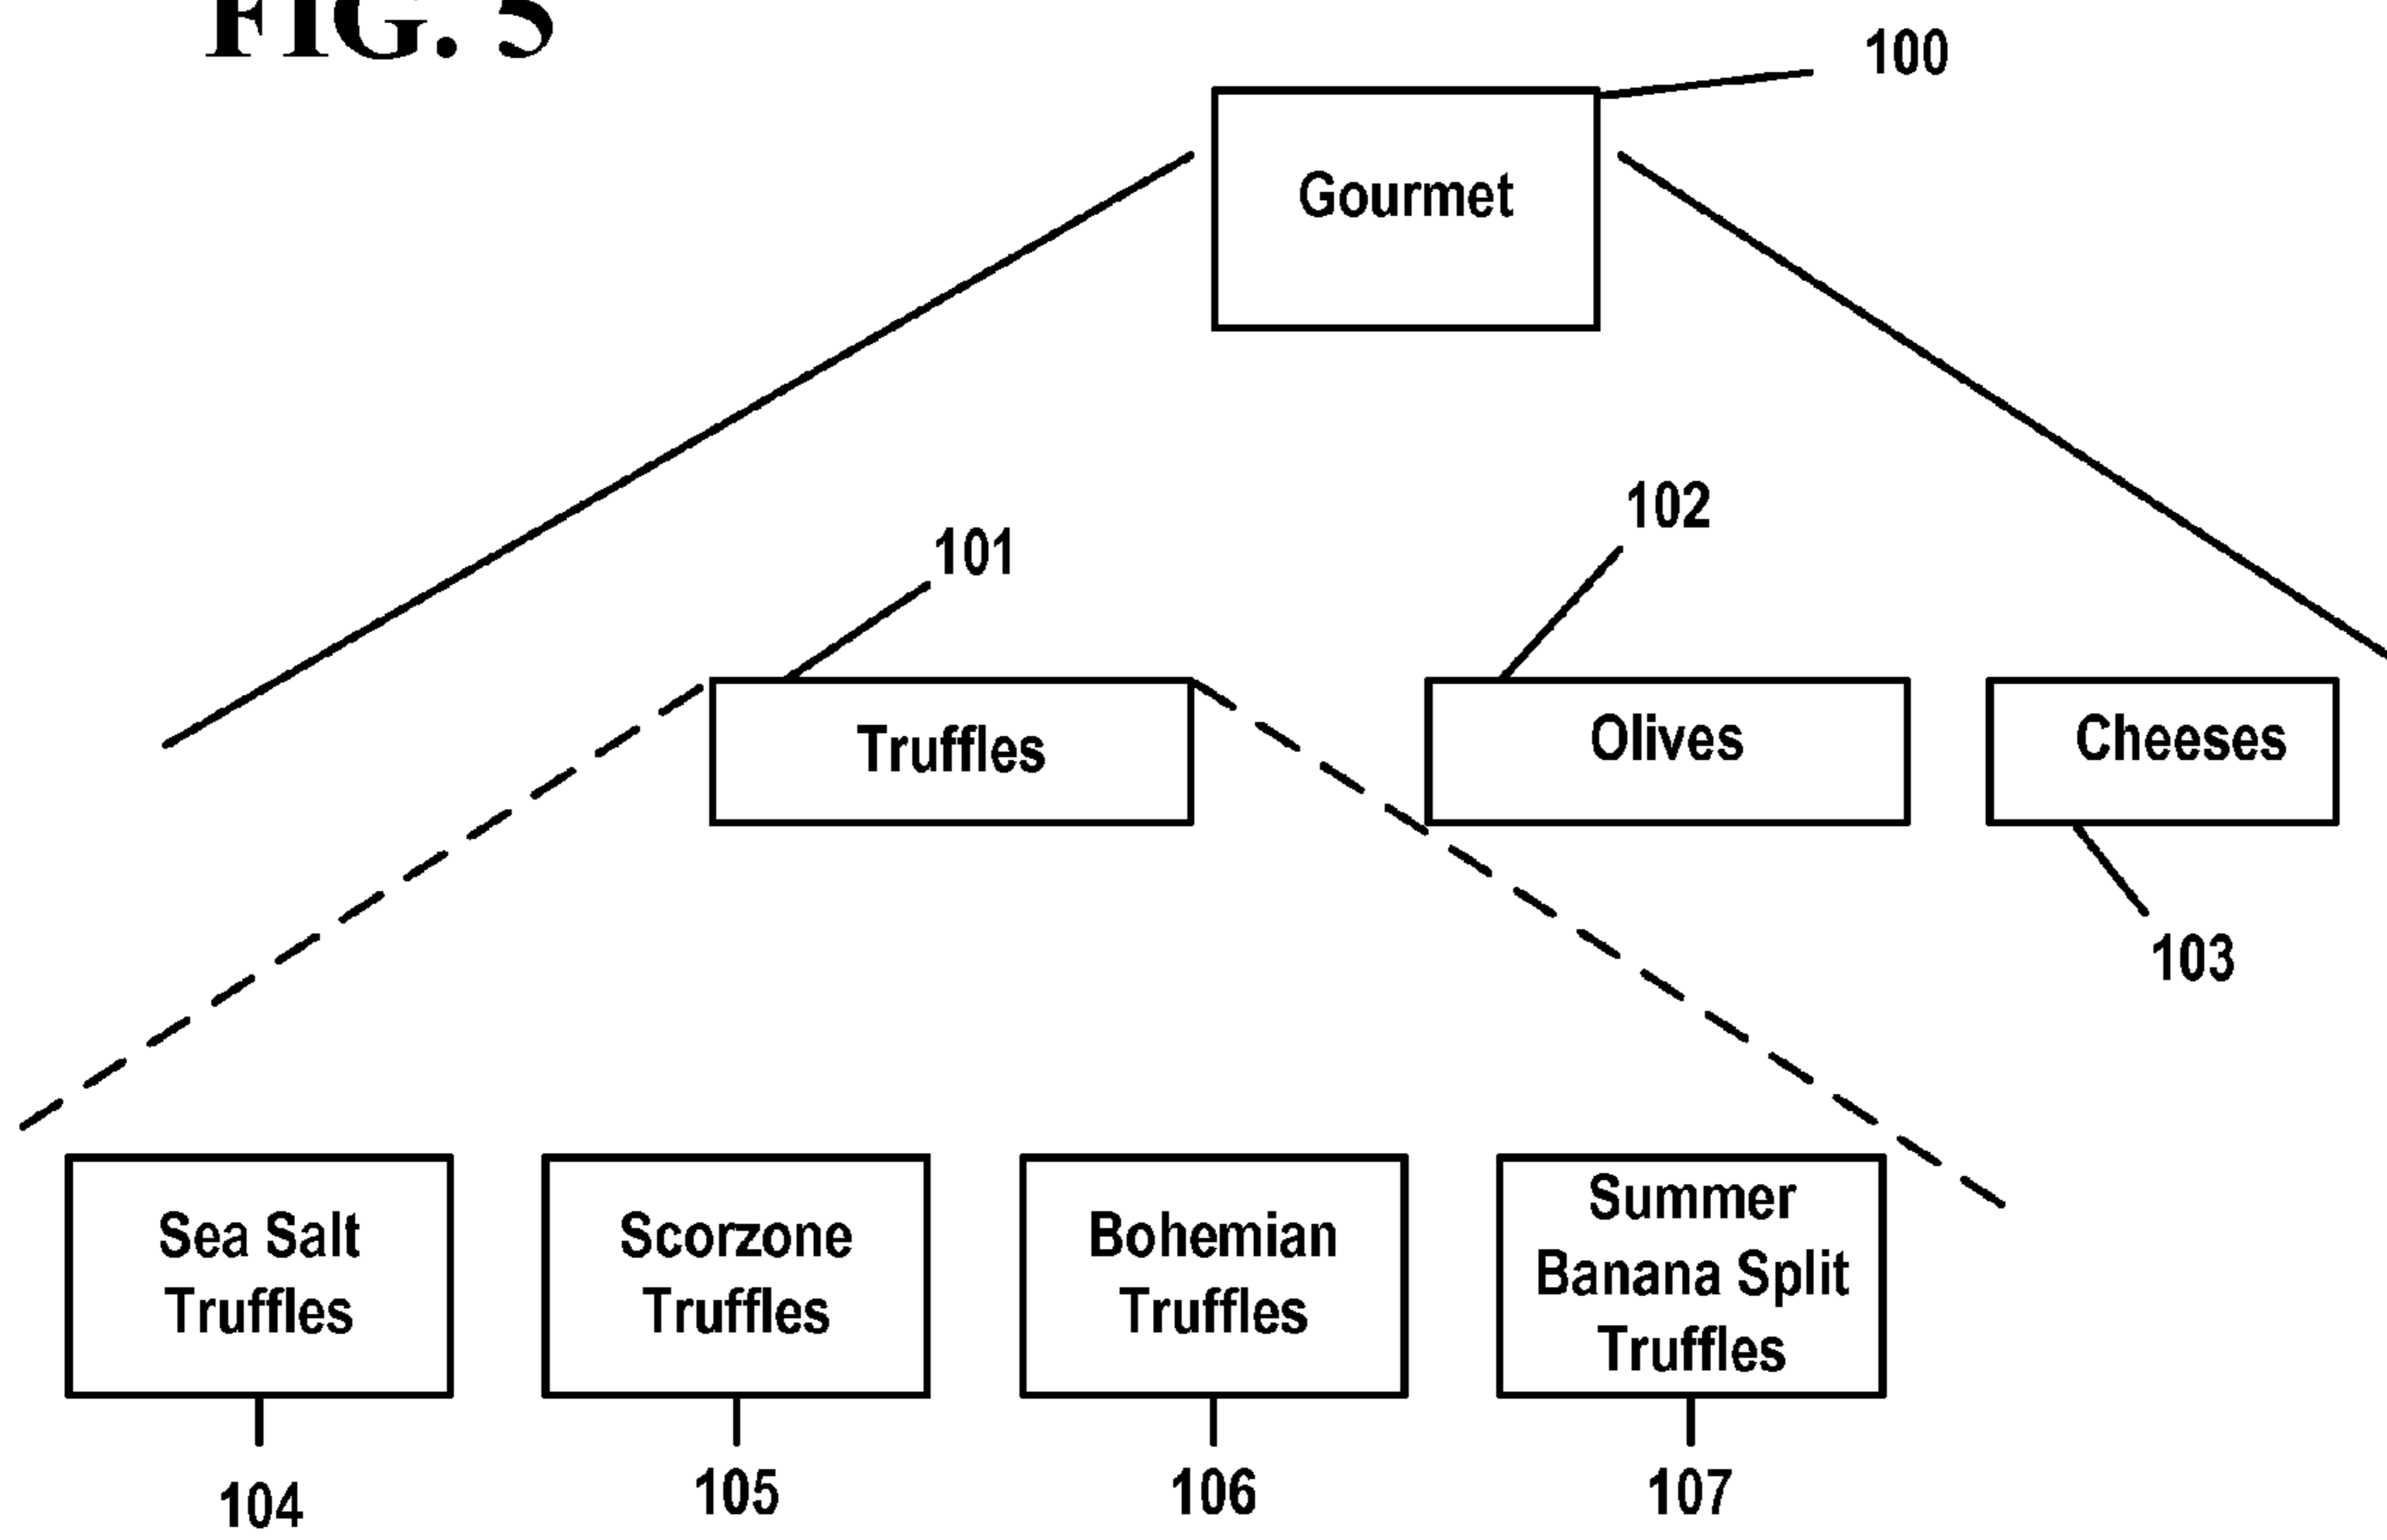 FIG. 5
100
Gourmet
102
101
Truffles
Olives
Cheeses
103
Sea Salt
Truffles
Scorzone
Truffles
Bohemian
Truffles
Summer
Banana Split
Truffles
104
105
106
107